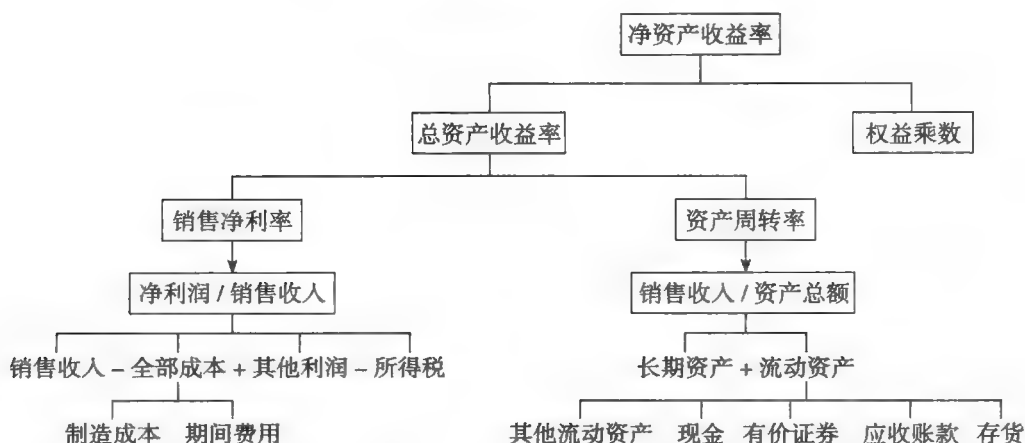 净资产收益率
总资产收益率 权益乘数
销售净利率 资产周转率
净利润 / 销售收入 销售收入 / 资产总额
销售收入 – 全部成本 + 其他利润 – 所得税 长期资产 + 流动资产
制造成本 期间费用 其他流动资产 现金 有价证券 应收账款 存货